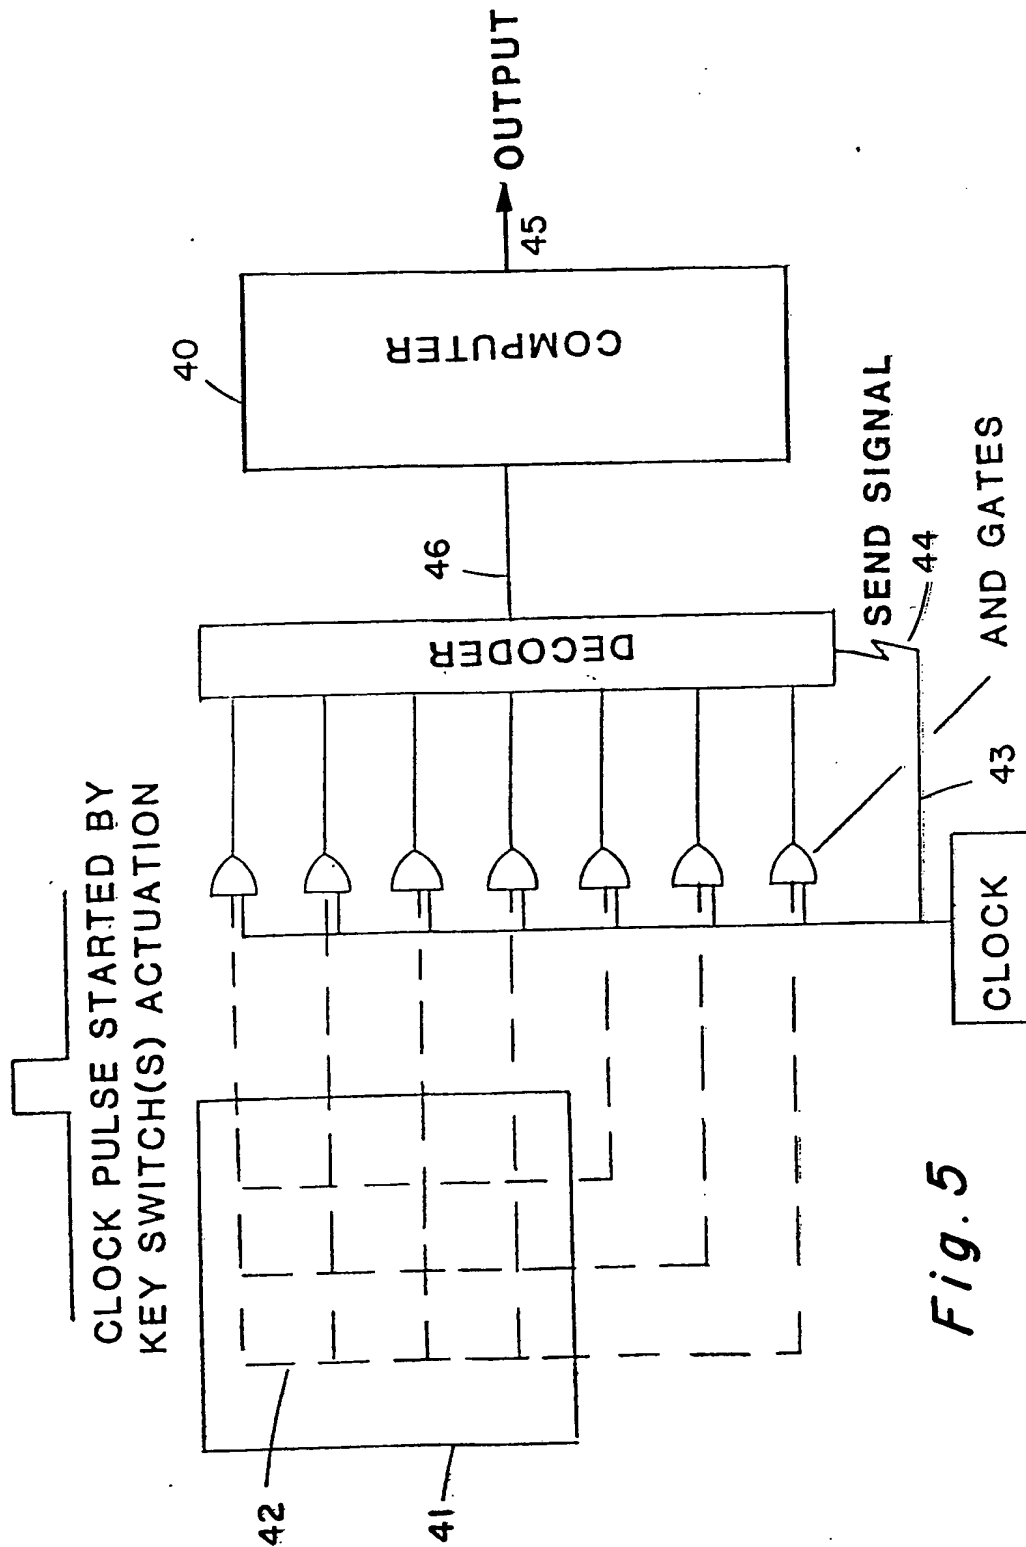 CLOCK PULSE STARTED BY
KEY SWITCH(S) ACTUATION
42
41
40
COMPUTER
45
OUTPUT
46
DECODER
SEND SIGNAL
44
AND GATES
43
CLOCK
Fig. 5